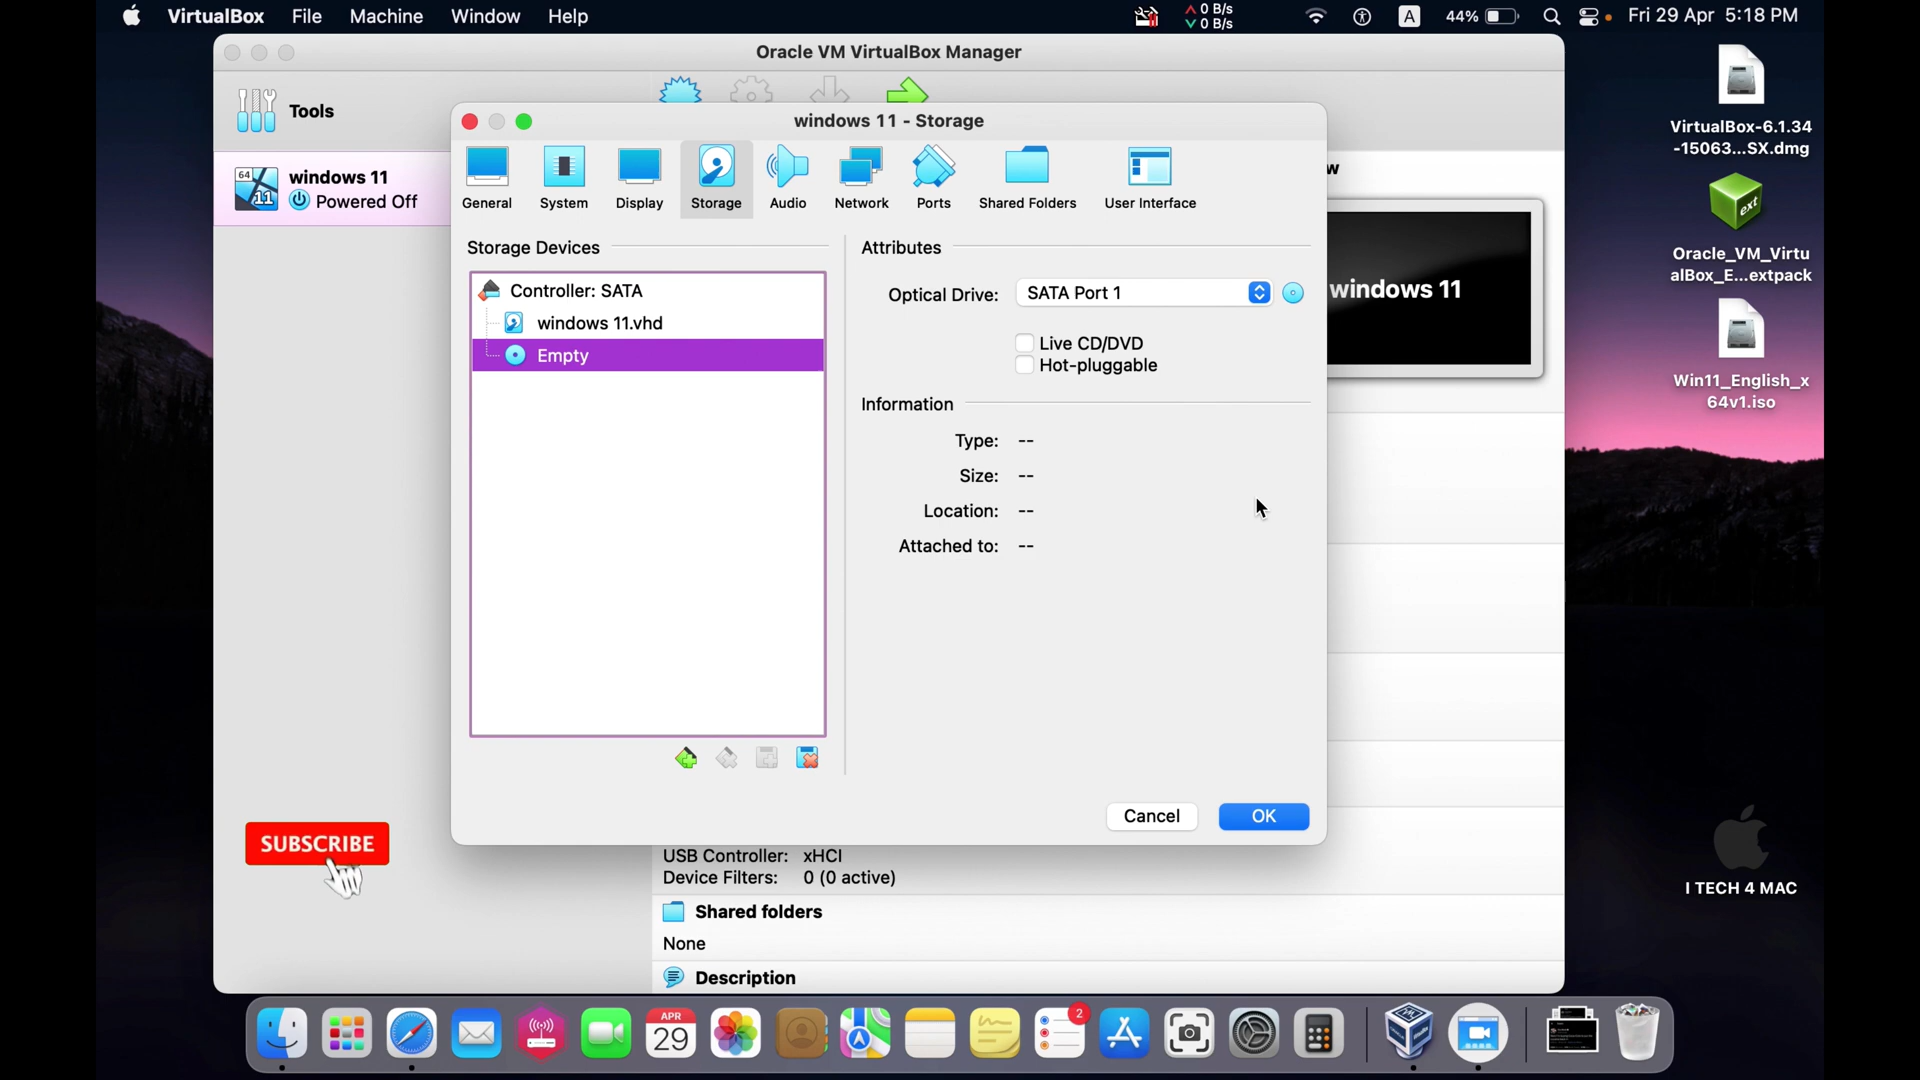 VirtualBox File Machine Window Help
0 B/s
0 B/s
A
44%
Fri 29 Apr 5:18 PM
Oracle VM VirtualBox Manager
Tools
64
11
windows 11
Powered Off
windows 11 - Storage
General
System
Display
Storage
Audio
Network
Ports
Shared Folders
User Interface
w
Storage Devices
Controller: SATA
windows 11.vhd
Empty
Attributes
Optical Drive: SATA Port 1
Live CD/DVD
Hot-pluggable
Information
Type: --
Size: --
Location: --
Attached to: --
Cancel
OK
windows 11
USB Controller: xHCI
Device Filters: 0 (0 active)
Shared folders
None
Description
VirtualBox-6.1.34
-15063...SX.dmg
ext
Oracle_VM_Virtu
alBox_E...extpack
Win11_English_x
64v1.iso
I TECH 4 MAC
SUBSCRIBE
APR
29
2